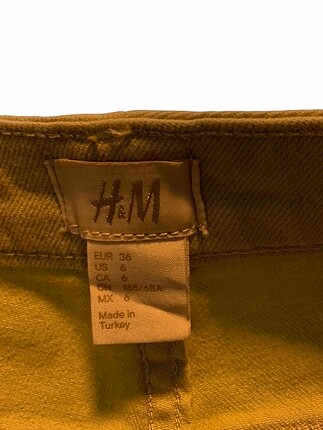 H&M
EUR 36
US 6
CA 6
CN 165/68A
MX 6
Made in
Turkey